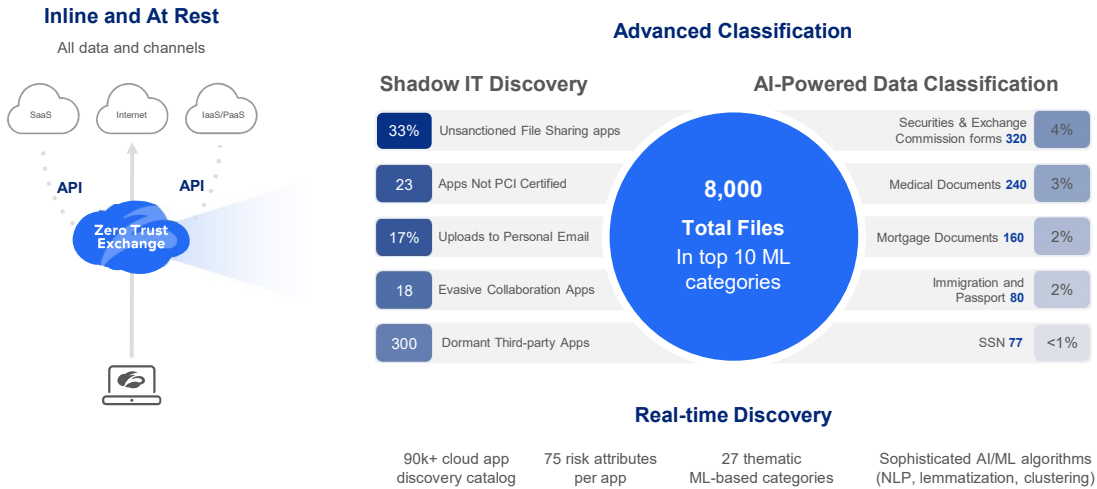 Inline and At Rest
All data and channels
SaaS
Internet
IaaS/PaaS
API
API
Zero Trust
Exchange
Advanced Classification
Shadow IT Discovery
33% Unsanctioned File Sharing apps
23 Apps Not PCI Certified
17% Uploads to Personal Email
18 Evasive Collaboration Apps
300 Dormant Third-party Apps
8,000
Total Files
In top 10 ML
categories
AI-Powered Data Classification
Securities & Exchange
Commission forms 320
4%
Medical Documents 240 3%
Mortgage Documents 160 2%
Immigration and
Passport 80
2%
SSN 77 <1%
Real-time Discovery
90k+ cloud app
discovery catalog
75 risk attributes
per app
27 thematic
ML-based categories
Sophisticated AI/ML algorithms
(NLP, lemmatization, clustering)